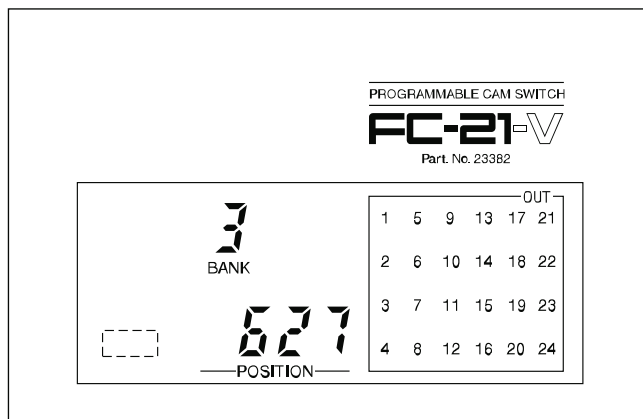 PROGRAMMABLE CAM SWITCH
FC-21-V
Part. No. 23382
3
BANK
627
POSITION
OUT
1 5 9 13 17 21
2 6 10 14 18 22
3 7 11 15 19 23
4 8 12 16 20 24